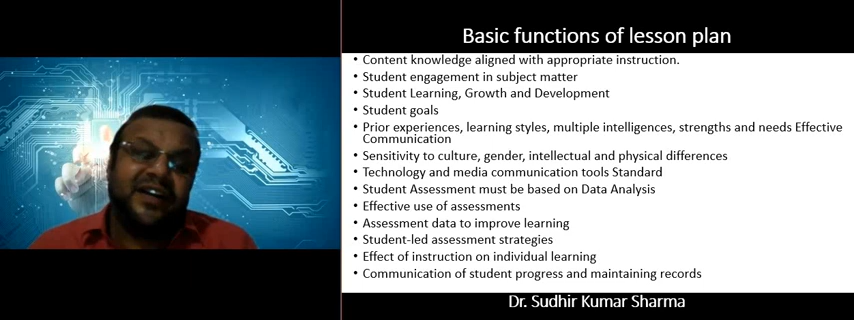 Basic functions of lesson plan
• Content knowledge aligned with appropriate instruction.
• Student engagement in subject matter
• Student Learning, Growth and Development
• Student goals
• Prior experiences, learning styles, multiple intelligences, strengths and needs Effective
Communication
• Sensitivity to culture, gender, intellectual and physical differences
• Technology and media communication tools Standard
• Student Assessment must be based on Data Analysis
• Effective use of assessments
• Assessment data to improve learning
• Student-led assessment strategies
• Effect of instruction on individual learning
• Communication of student progress and maintaining records
Dr. Sudhir Kumar Sharma